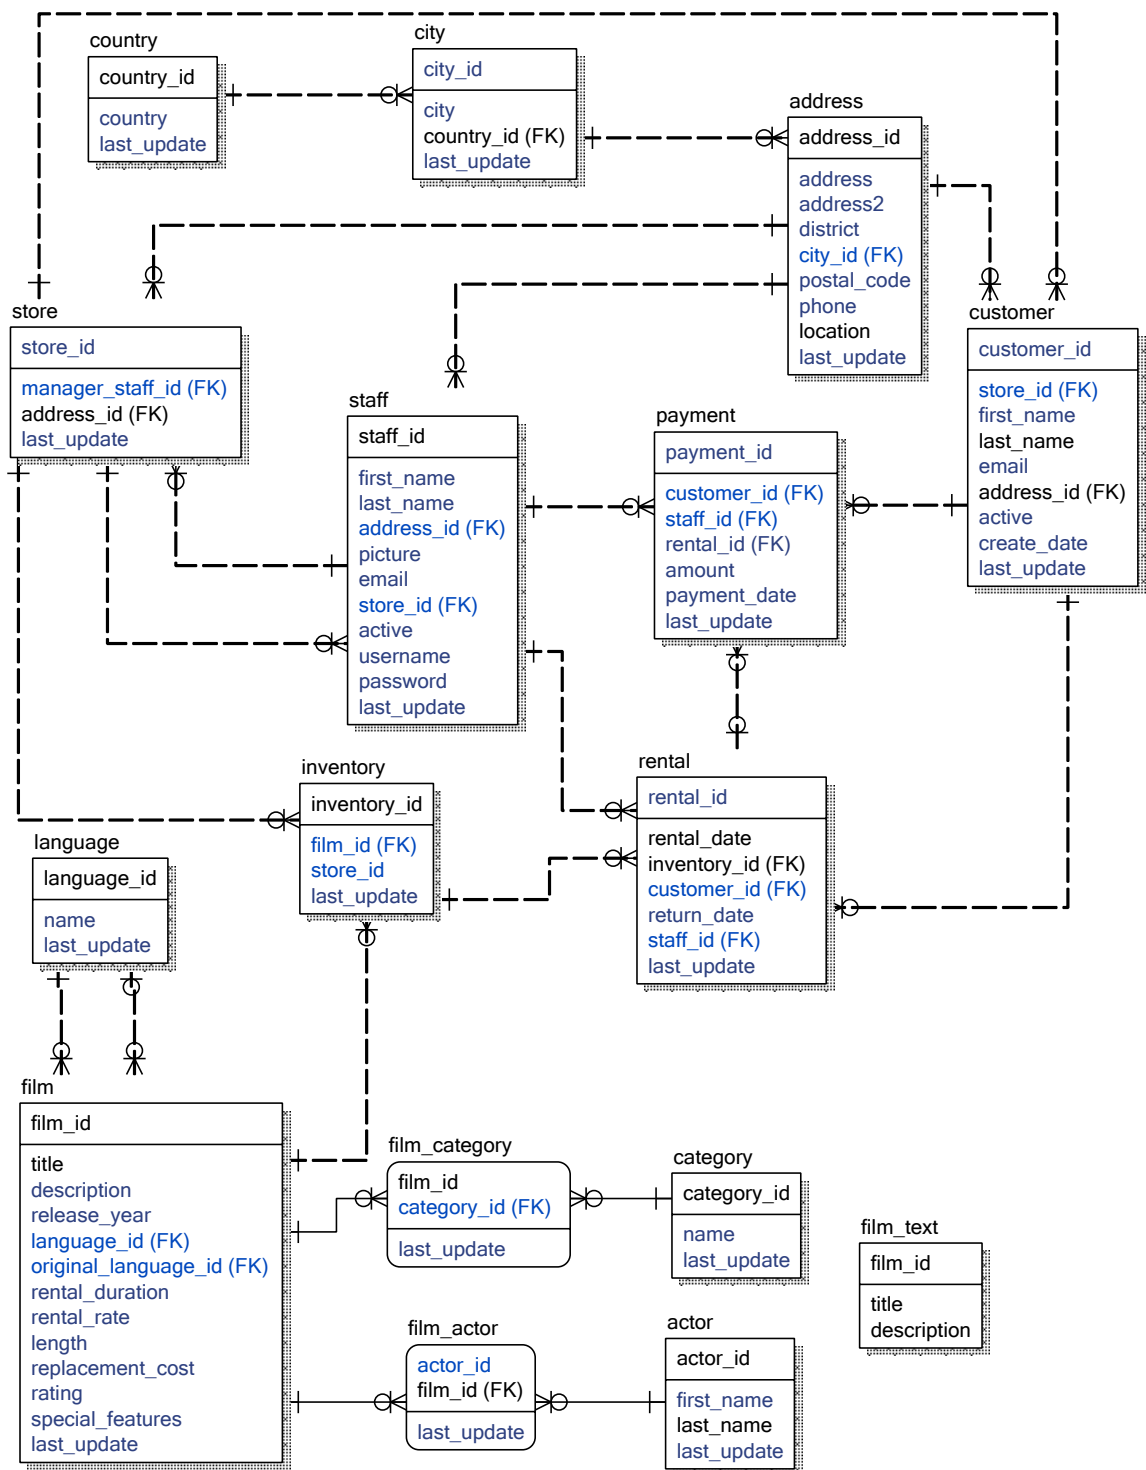 country
country_id
country
last_update
city
city_id
city
country_id (FK)
last_update
address
address_id
address
address2
district
city_id (FK)
postal_code
phone
location
last_update
store
store_id
manager_staff_id (FK)
address_id (FK)
last_update
customer
customer_id
store_id (FK)
first_name
last_name
email
address_id (FK)
active
create_date
last_update
staff
staff_id
first_name
last_name
address_id (FK)
picture
email
store_id (FK)
active
username
password
last_update
payment
payment_id
customer_id (FK)
staff_id (FK)
rental_id (FK)
amount
payment_date
last_update
inventory
inventory_id
film_id (FK)
store_id
last_update
rental
rental_id
rental_date
inventory_id (FK)
customer_id (FK)
return_date
staff_id (FK)
last_update
language
language_id
name
last_update
film
film_id
title
description
release_year
language_id (FK)
original_language_id (FK)
rental_duration
rental_rate
length
replacement_cost
rating
special_features
last_update
film_category
film_id
category_id (FK)
last_update
category
category_id
name
last_update
film_text
film_id
title
description
film_actor
actor_id
film_id (FK)
last_update
actor
actor_id
first_name
last_name
last_update